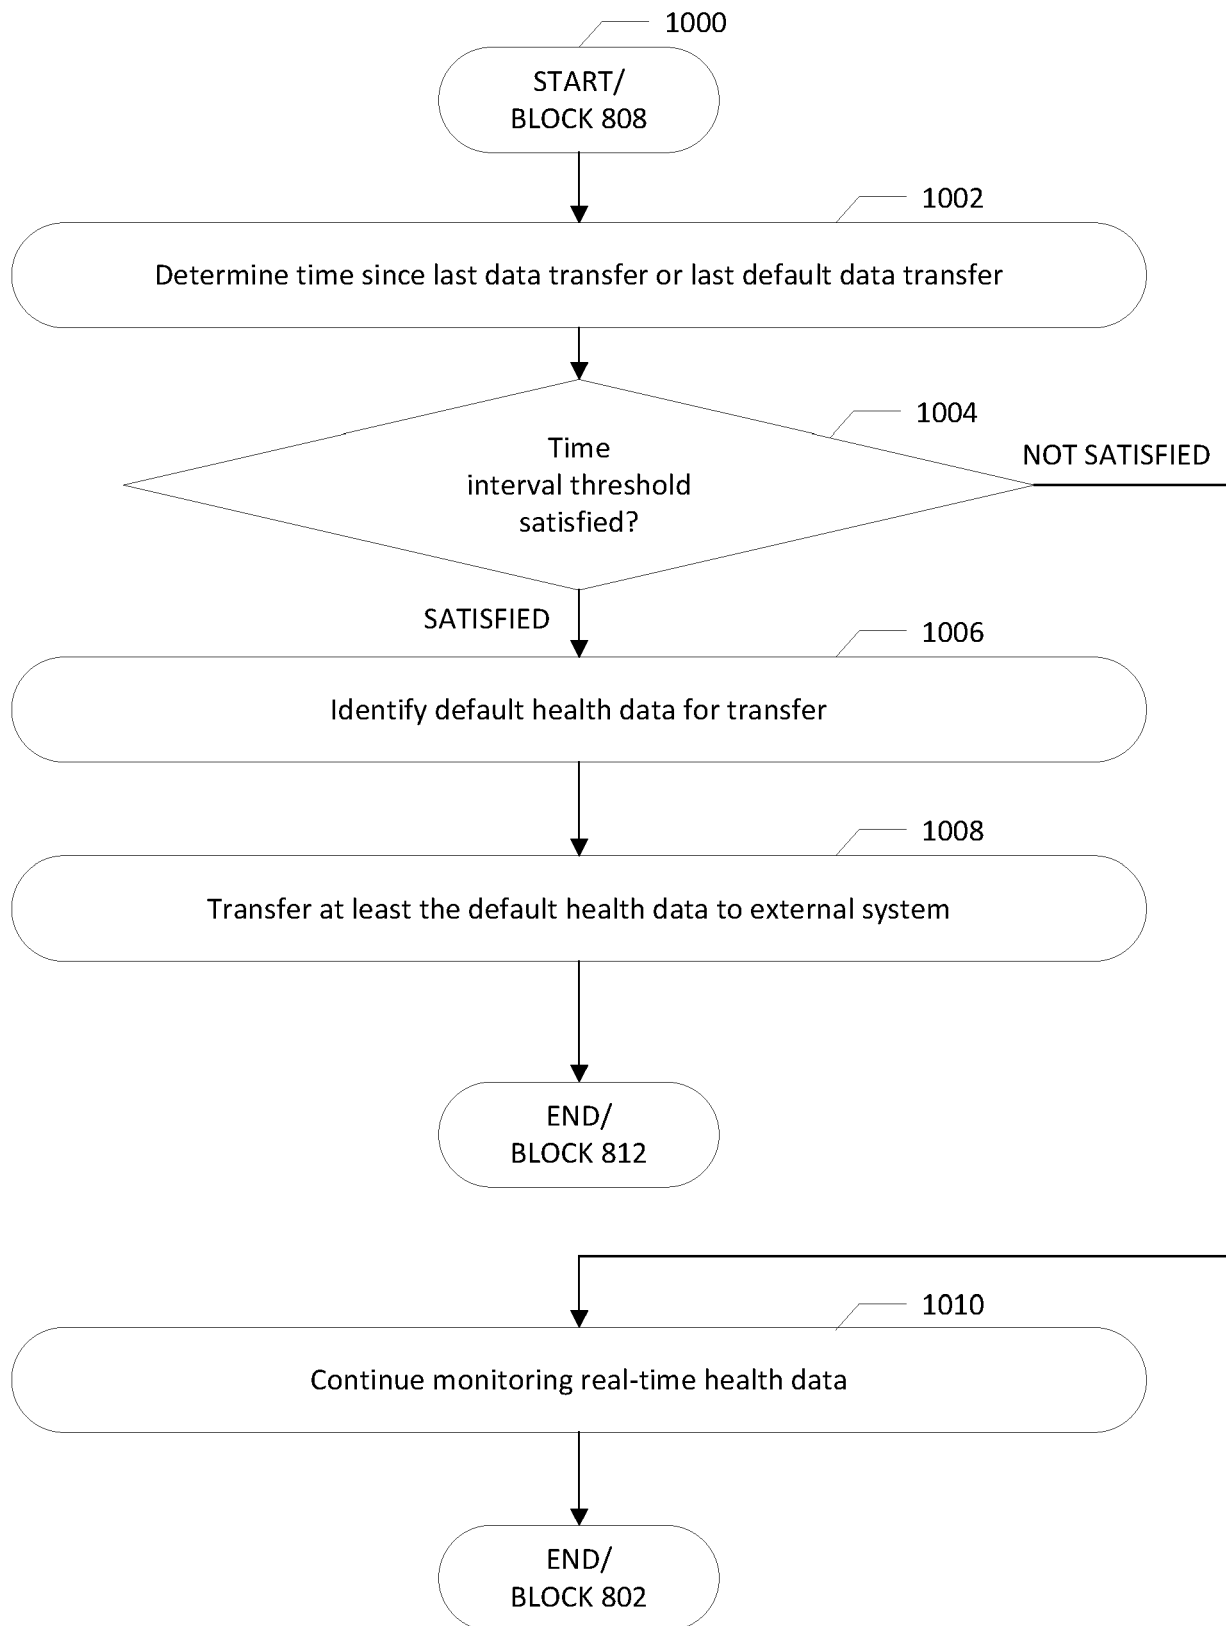 1000
START/
BLOCK 808
1002
Determine time since last data transfer or last default data transfer
1004
Time
interval threshold
satisfied?
NOT SATISFIED
SATISFIED
1006
Identify default health data for transfer
1008
Transfer at least the default health data to external system
END/
BLOCK 812
1010
Continue monitoring real-time health data
END/
BLOCK 802